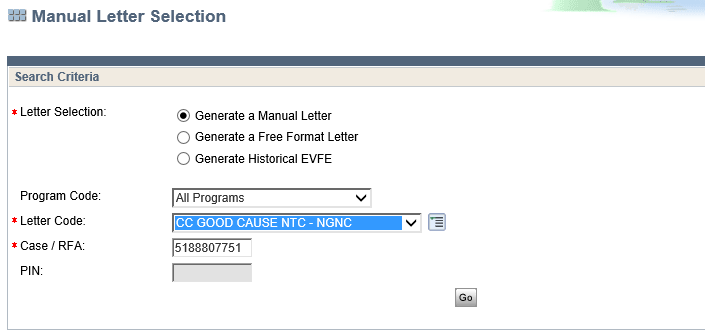 Manual Letter Selection
Search Criteria
* Letter Selection:
Generate a Manual Letter
Generate a Free Format Letter
Generate Historical EVFE
Program Code: All Programs
* Letter Code: CC GOOD CAUSE NTC - NGNC
* Case / RFA: 5188807751
PIN:
Go